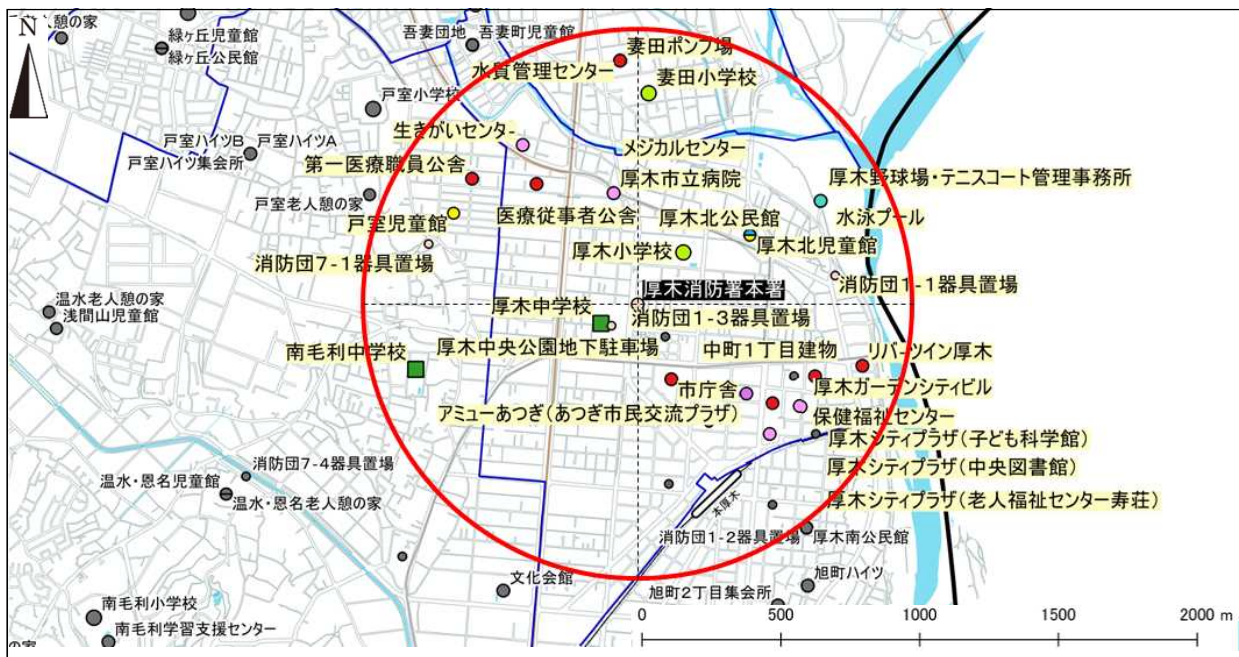 人憩の家
緑ヶ丘児童館
緑ヶ丘公民館
吾妻団地
吾妻町児童館
妻田ポンプ場
水質管理センター
妻田小学校
N
戸室小学校
生きがいセンター
戸室ハイツB
戸室ハイツA
戸室ハイツ集会所
メジカルセンター
第一医療職員公舎
厚木市立病院
厚木野球場・テニスコート管理事務所
戸室老人憩の家
戸室児童館
医療従事者公舎
厚木北公民館
水泳プール
厚木小学校
厚木北児童館
消防団7-1器具置場
消防団1-1器具置場
厚木消防署本署
温水老人憩の家
浅間山児童館
厚木中学校
消防団1-3器具置場
南毛利中学校
厚木中央公園地下駐車場
中町1丁目建物
リバーツイン厚木
市庁舎
厚木ガーデンシティビル
アミューあつぎ(あつぎ市民交流プラザ)
保健福祉センター
厚木シティプラザ(子ども科学館)
消防団7-4器具置場
厚木シティプラザ(中央図書館)
温水・恩名児童館
温水・恩名老人憩の家
本厚木
厚木シティプラザ(老人福祉センター寿荘)
消防団1-2器具置場
厚木南公民館
文化会館
旭町ハイツ
旭町2丁目集会所
南毛利小学校
南毛利学習支援センター
の家
0
500
1000
1500
2000 m